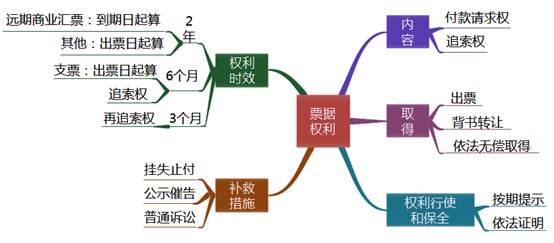 远期商业汇票：到期日起算
其他：出票日起算
2
年
支票：出票日起算
追索权
6个月
再追索权
3个月
权利
时效
挂失止付
公示催告
普通诉讼
补救
措施
票据
权利
内
容
付款请求权
追索权
取
得
出票
背书转让
依法无偿取得
权利行使
和保全
按期提示
依法证明